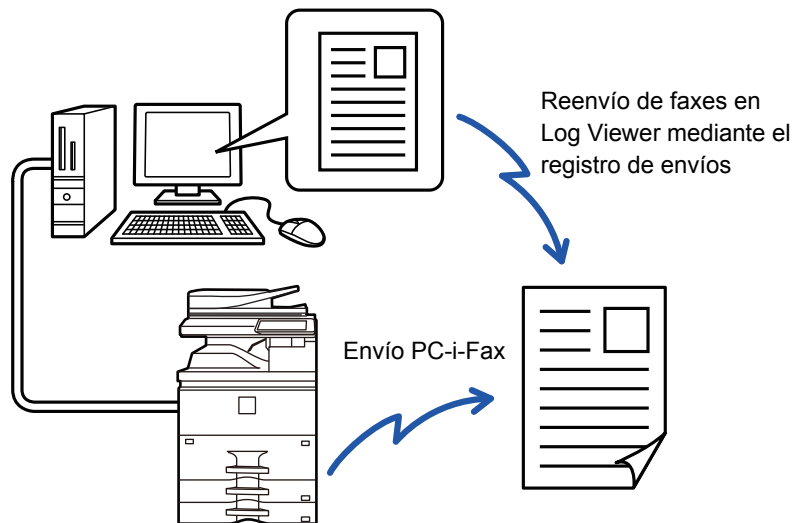 Reenvío de faxes en
Log Viewer mediante el
registro de envíos
Envío PC-i-Fax